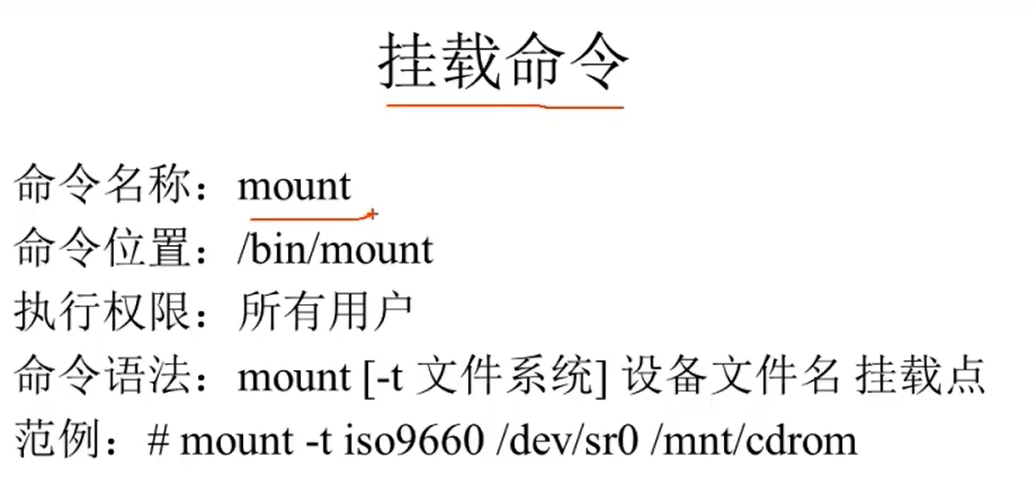 挂载命令
命令名称：mount
命令位置：/bin/mount
执行权限：所有用户
命令语法：mount [-t 文件系统] 设备文件名 挂载点
范例：# mount -t iso9660 /dev/sr0 /mnt/cdrom